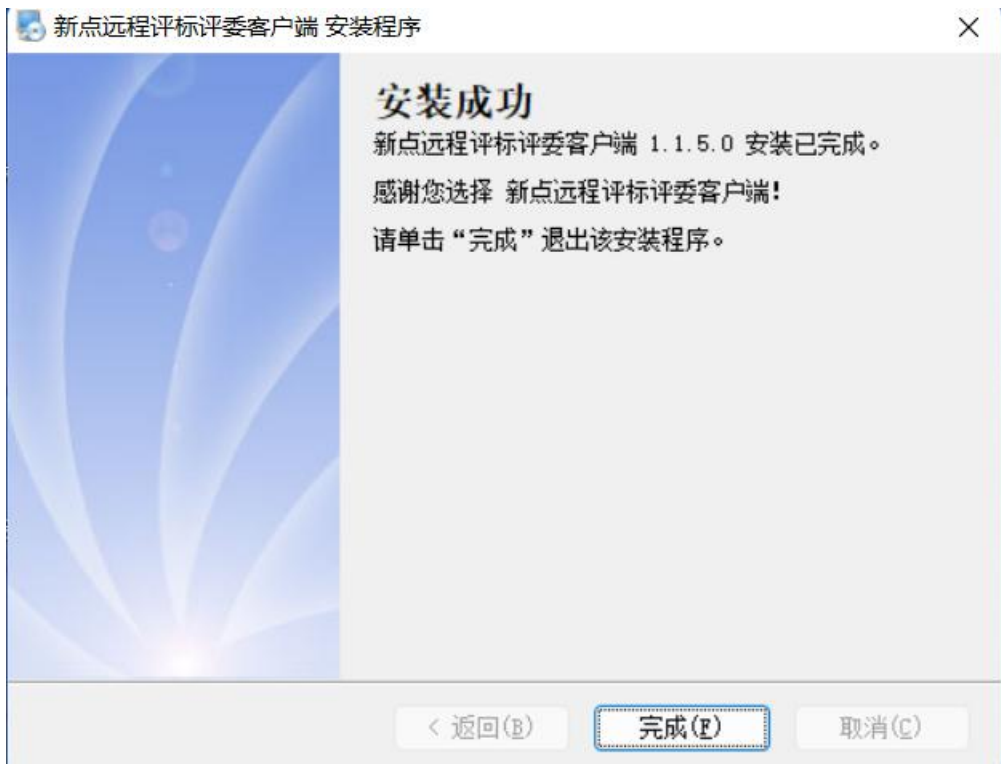 新点远程评标评委客户端 安装程序
安装成功
新点远程评标评委客户端 1.1.5.0 安装已完成。
感谢您选择 新点远程评标评委客户端!
请单击“完成”退出该安装程序。
< 返回(B)
完成(F)
取消(C)